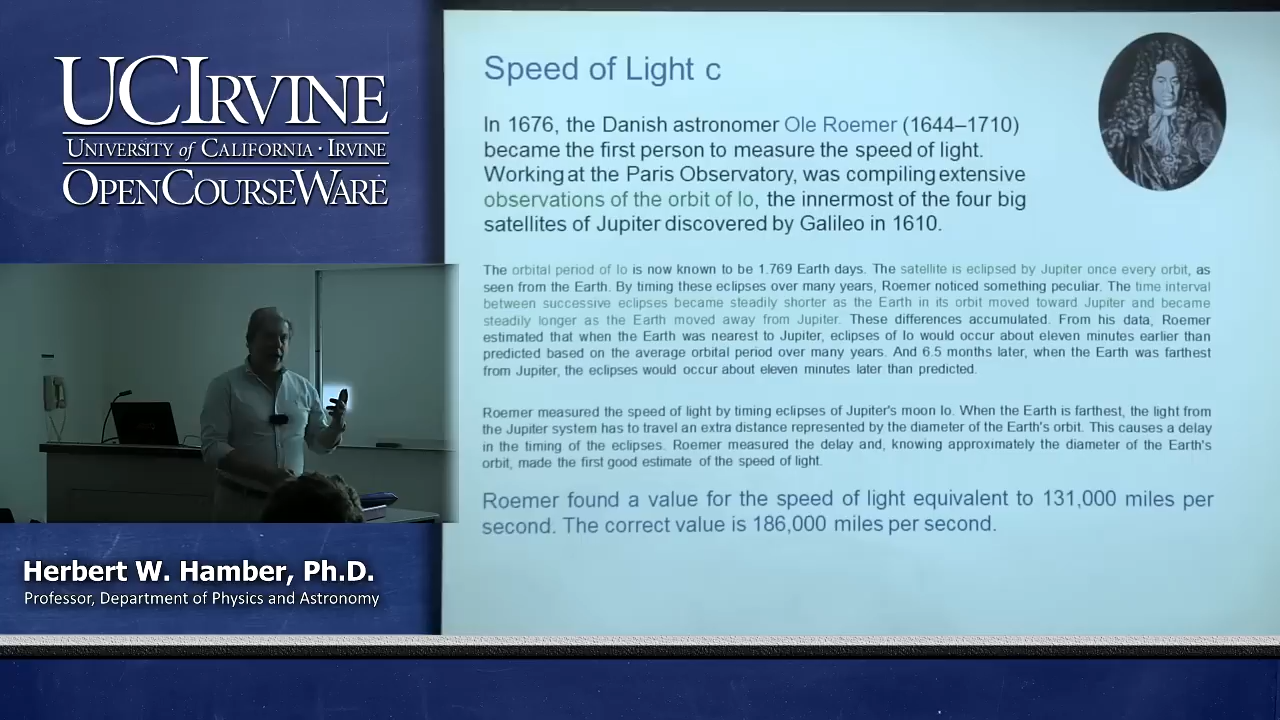 UCIRVINE
UNIVERSITY of CALIFORNIA · IRVINE
OPENCOURSEWARE
Herbert W. Hamber, Ph.D.
Professor, Department of Physics and Astronomy
Speed of Light c
In 1676, the Danish astronomer Ole Roemer (1644–1710)
became the first person to measure the speed of light.
Working at the Paris Observatory, was compiling extensive
observations of the orbit of Io, the innermost of the four big
satellites of Jupiter discovered by Galileo in 1610.
The orbital period of Io is now known to be 1.769 Earth days. The satellite is eclipsed by Jupiter once every orbit, as
seen from the Earth. By timing these eclipses over many years, Roemer noticed something peculiar. The time interval
between successive eclipses became steadily shorter as the Earth in its orbit moved toward Jupiter and became
steadily longer as the Earth moved away from Jupiter. These differences accumulated. From his data, Roemer
estimated that when the Earth was nearest to Jupiter, eclipses of Io would occur about eleven minutes earlier than
predicted based on the average orbital period over many years. And 6.5 months later, when the Earth was farthest
from Jupiter, the eclipses would occur about eleven minutes later than predicted.
Roemer measured the speed of light by timing eclipses of Jupiter's moon Io. When the Earth is farthest, the light from
the Jupiter system has to travel an extra distance represented by the diameter of the Earth's orbit. This causes a delay
in the timing of the eclipses. Roemer measured the delay and, knowing approximately the diameter of the Earth's
orbit, made the first good estimate of the speed of light.
Roemer found a value for the speed of light equivalent to 131,000 miles per
second. The correct value is 186,000 miles per second.